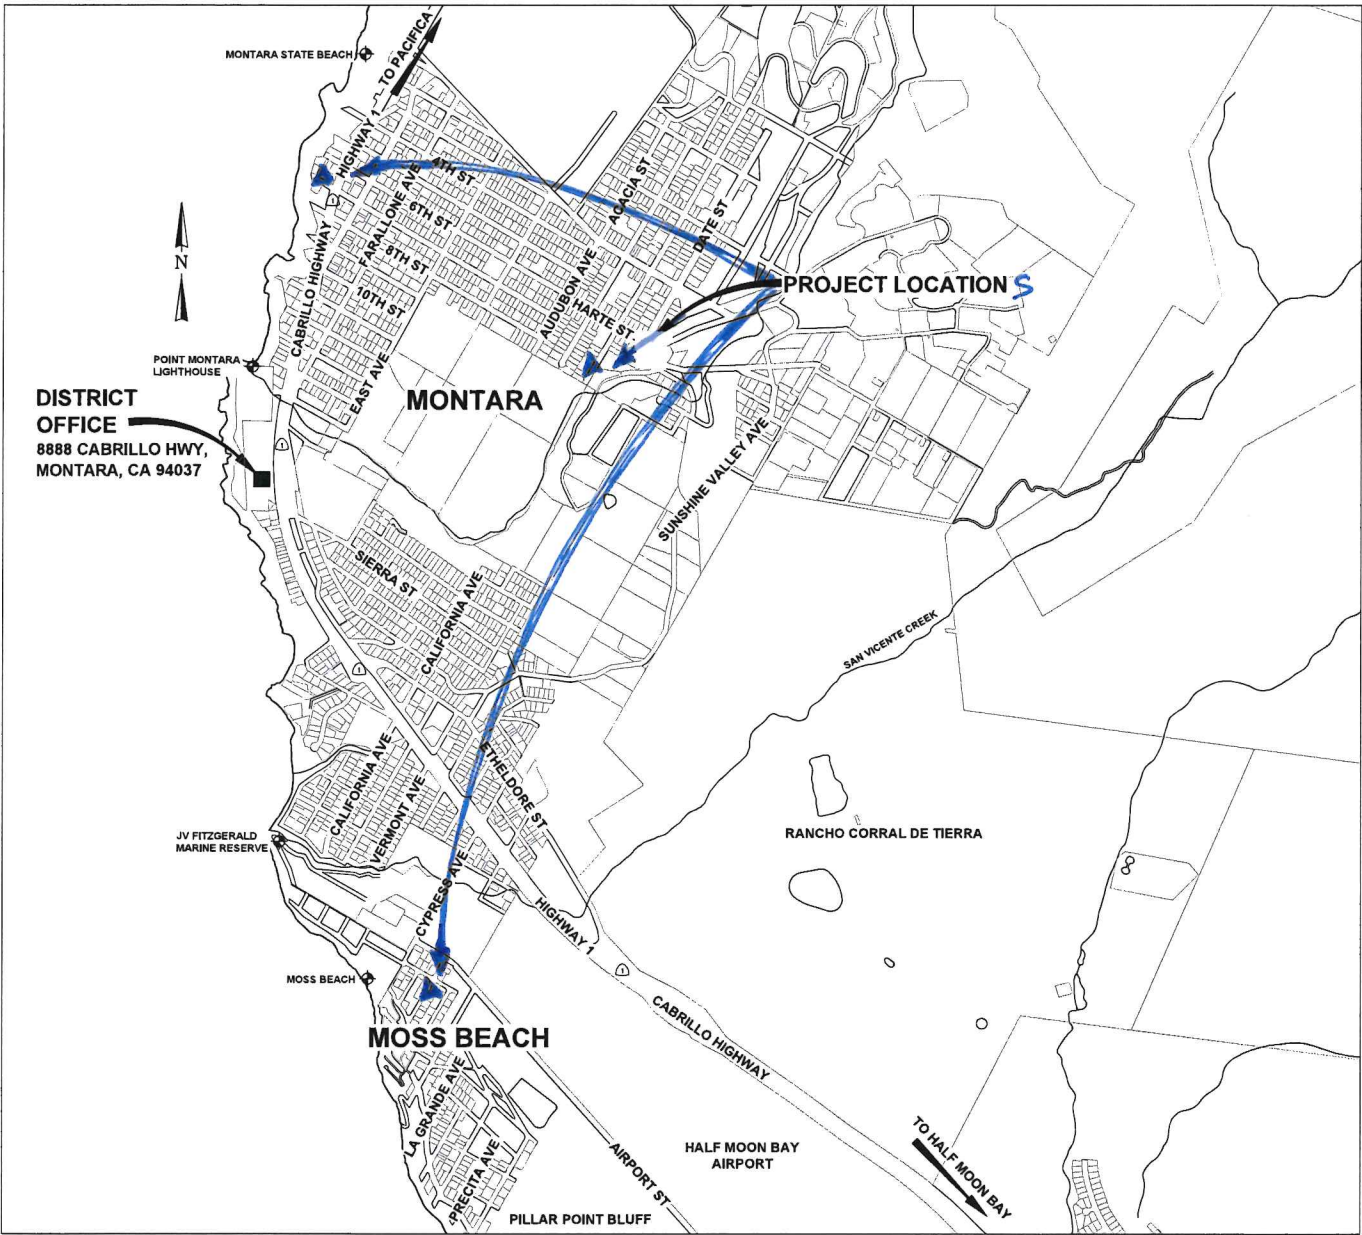 MONTARA STATE BEACH
TO PACIFICA
HIGHWAY 1
4TH ST
FARALLONE AVE
6TH ST
8TH ST
10TH ST
ACACIA ST
DATE ST
AUDUBON AVE
HARTE ST
PROJECT LOCATION S
N
CABRILLO HIGHWAY
1
EAST AVE
POINT MONTARA
LIGHTHOUSE
MONTARA
DISTRICT
OFFICE
8888 CABRILLO HWY,
MONTARA, CA 94037
1
SUNSHINE VALLEY AVE
SIERRA ST
CALIFORNIA AVE
SAN VICENTE CREEK
1
ETHELDORE ST
CALIFORNIA AVE
VERMONT AVE
JV FITZGERALD
MARINE RESERVE
RANCHO CORRAL DE TIERRA
CYPRESS AVE
HIGHWAY 1
1
MOSS BEACH
CABRILLO HIGHWAY
MOSS BEACH
LA GRANDE AVE
PRECITA AVE
AIRPORT ST
HALF MOON BAY
AIRPORT
TO HALF MOON BAY
PILLAR POINT BLUFF